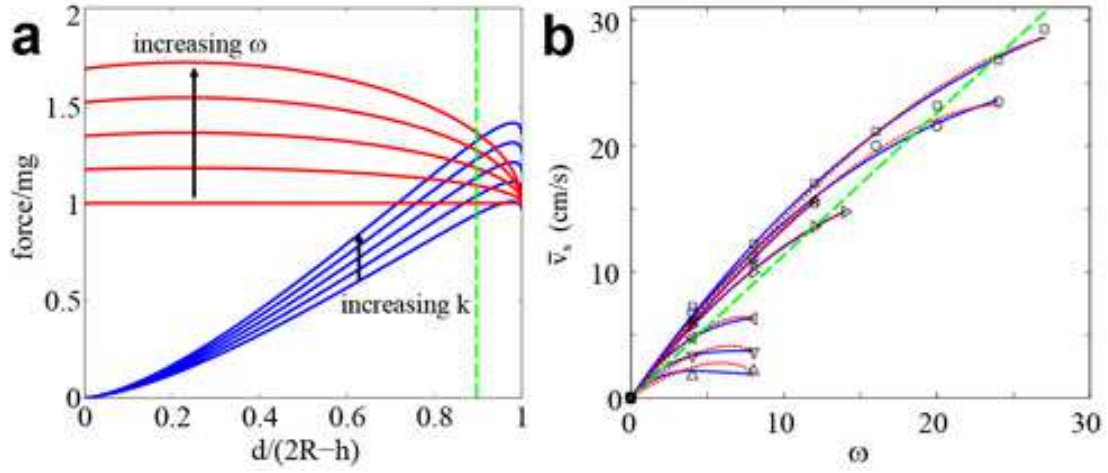 a
2
1.5
1
0.5
0
force/mg
increasing ω
increasing k
0
0.2
0.4
0.6
0.8
1
d/(2R−h)
b
30
20
10
0
v̄ₛ (cm/s)
0
10
20
30
ω